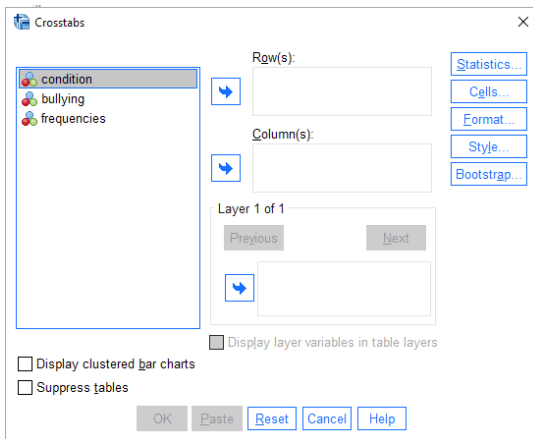 Crosstabs
condition
bullying
frequencies
Row(s):
Column(s):
Layer 1 of 1
Previous
Next
Display layer variables in table layers
Statistics...
Cells...
Format...
Style...
Bootstrap...
Display clustered bar charts
Suppress tables
OK Paste Reset Cancel Help